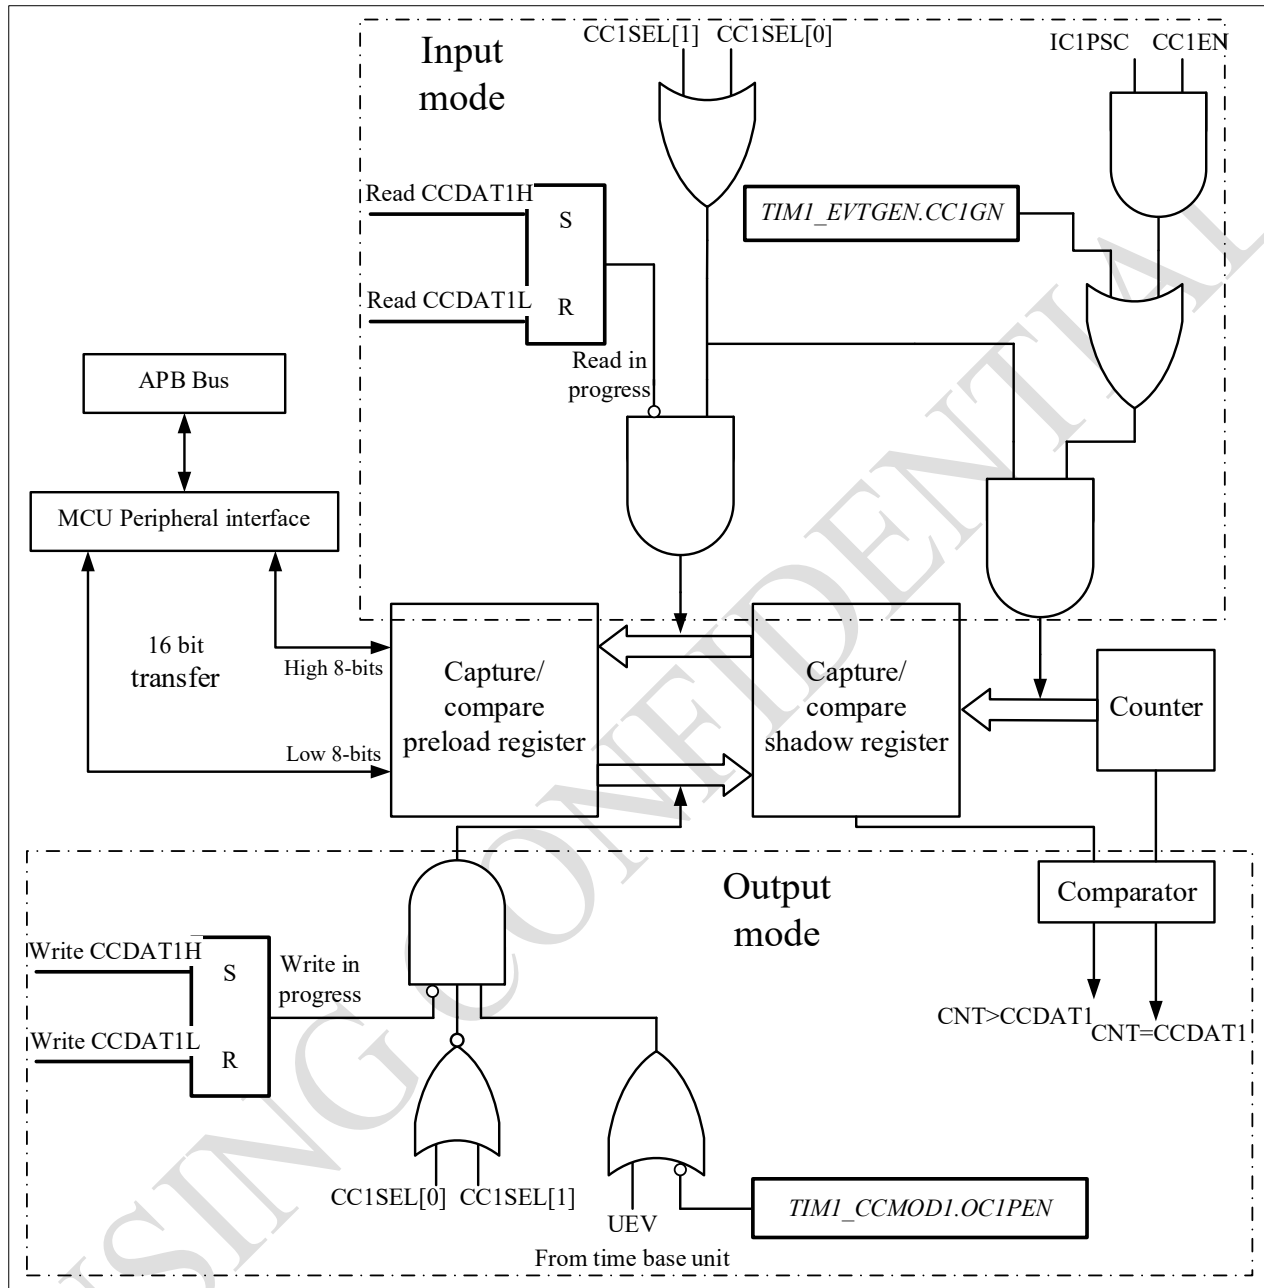 Input
mode
CC1SEL[1]
CC1SEL[0]
IC1PSC
CC1EN
Read CCDAT1H
S
Read CCDAT1L
R
TIM1_EVTGEN.CC1GN
Read in
progress
APB Bus
MCU Peripheral interface
16 bit
transfer
High 8-bits
Low 8-bits
Capture/
compare
preload register
Capture/
compare
shadow register
Counter
Output
mode
Comparator
Write CCDAT1H
S
Write CCDAT1L
R
Write in
progress
CNT>CCDAT1
CNT=CCDAT1
CC1SEL[0]
CC1SEL[1]
UEV
From time base unit
TIM1_CCMOD1.OC1PEN
USING CONFIDENTIAL